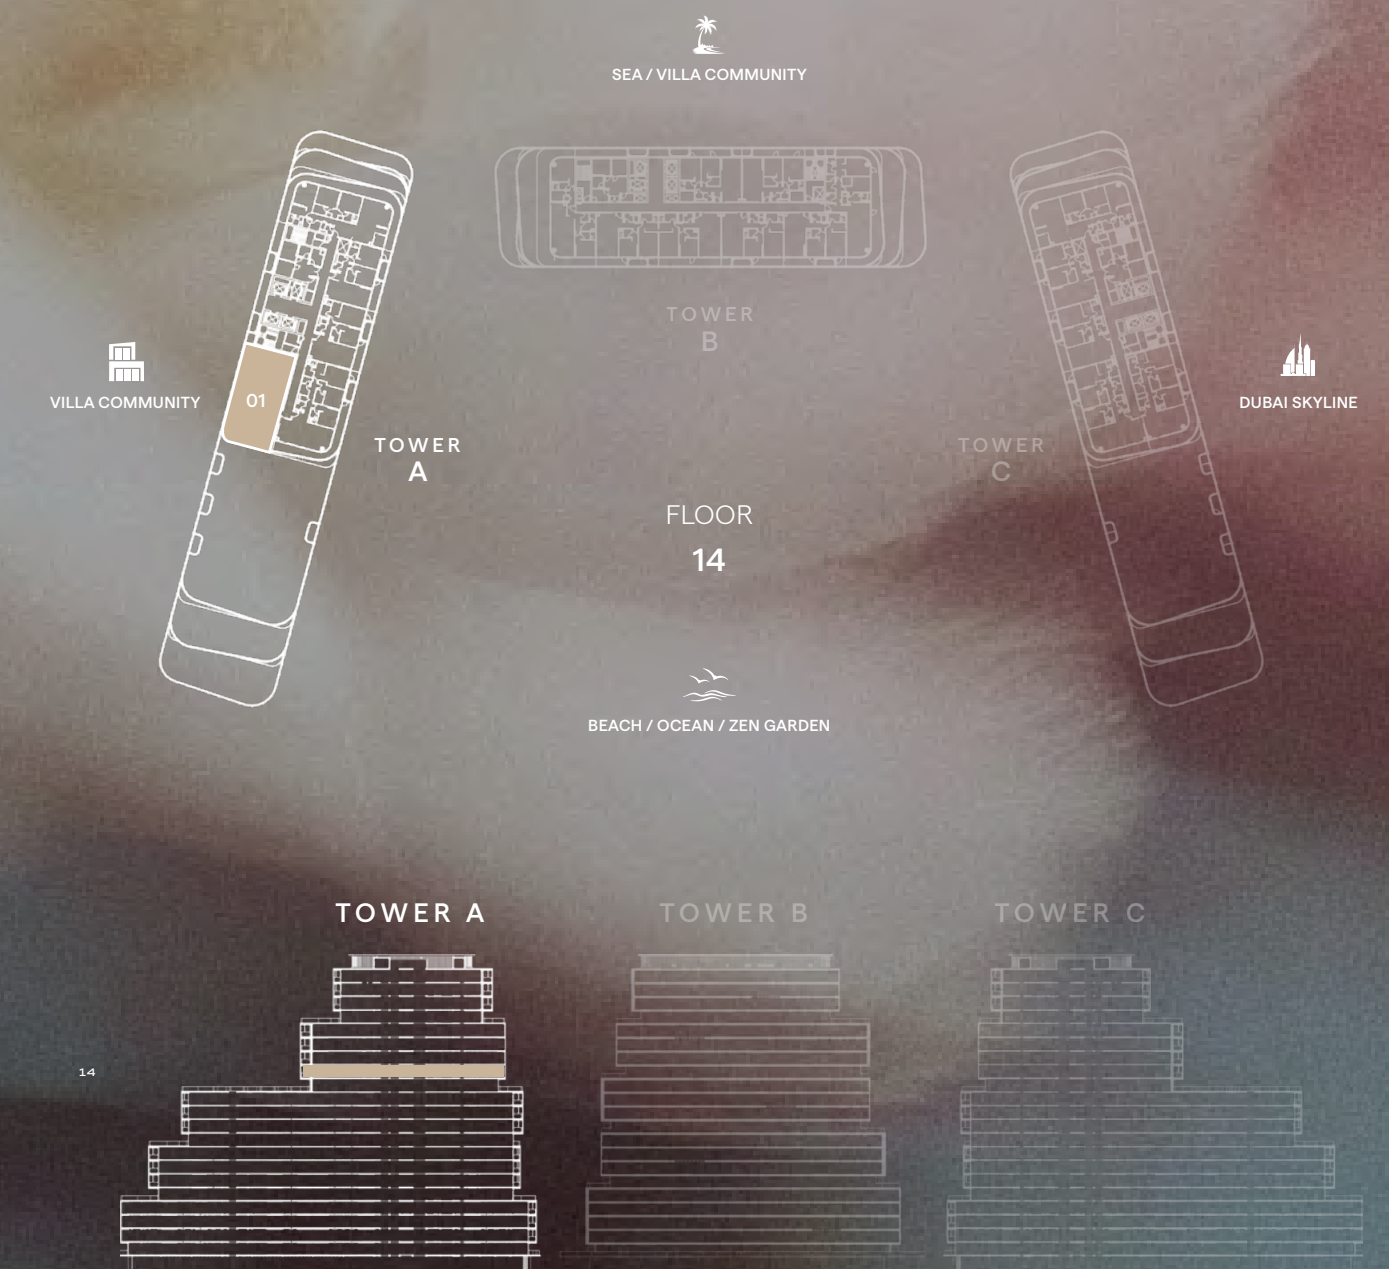 SEA / VILLA COMMUNITY
TOWER
B
VILLA COMMUNITY
01
DUBAI SKYLINE
TOWER
A
TOWER
C
FLOOR
14
BEACH / OCEAN / ZEN GARDEN
TOWER A
TOWER B
TOWER C
14